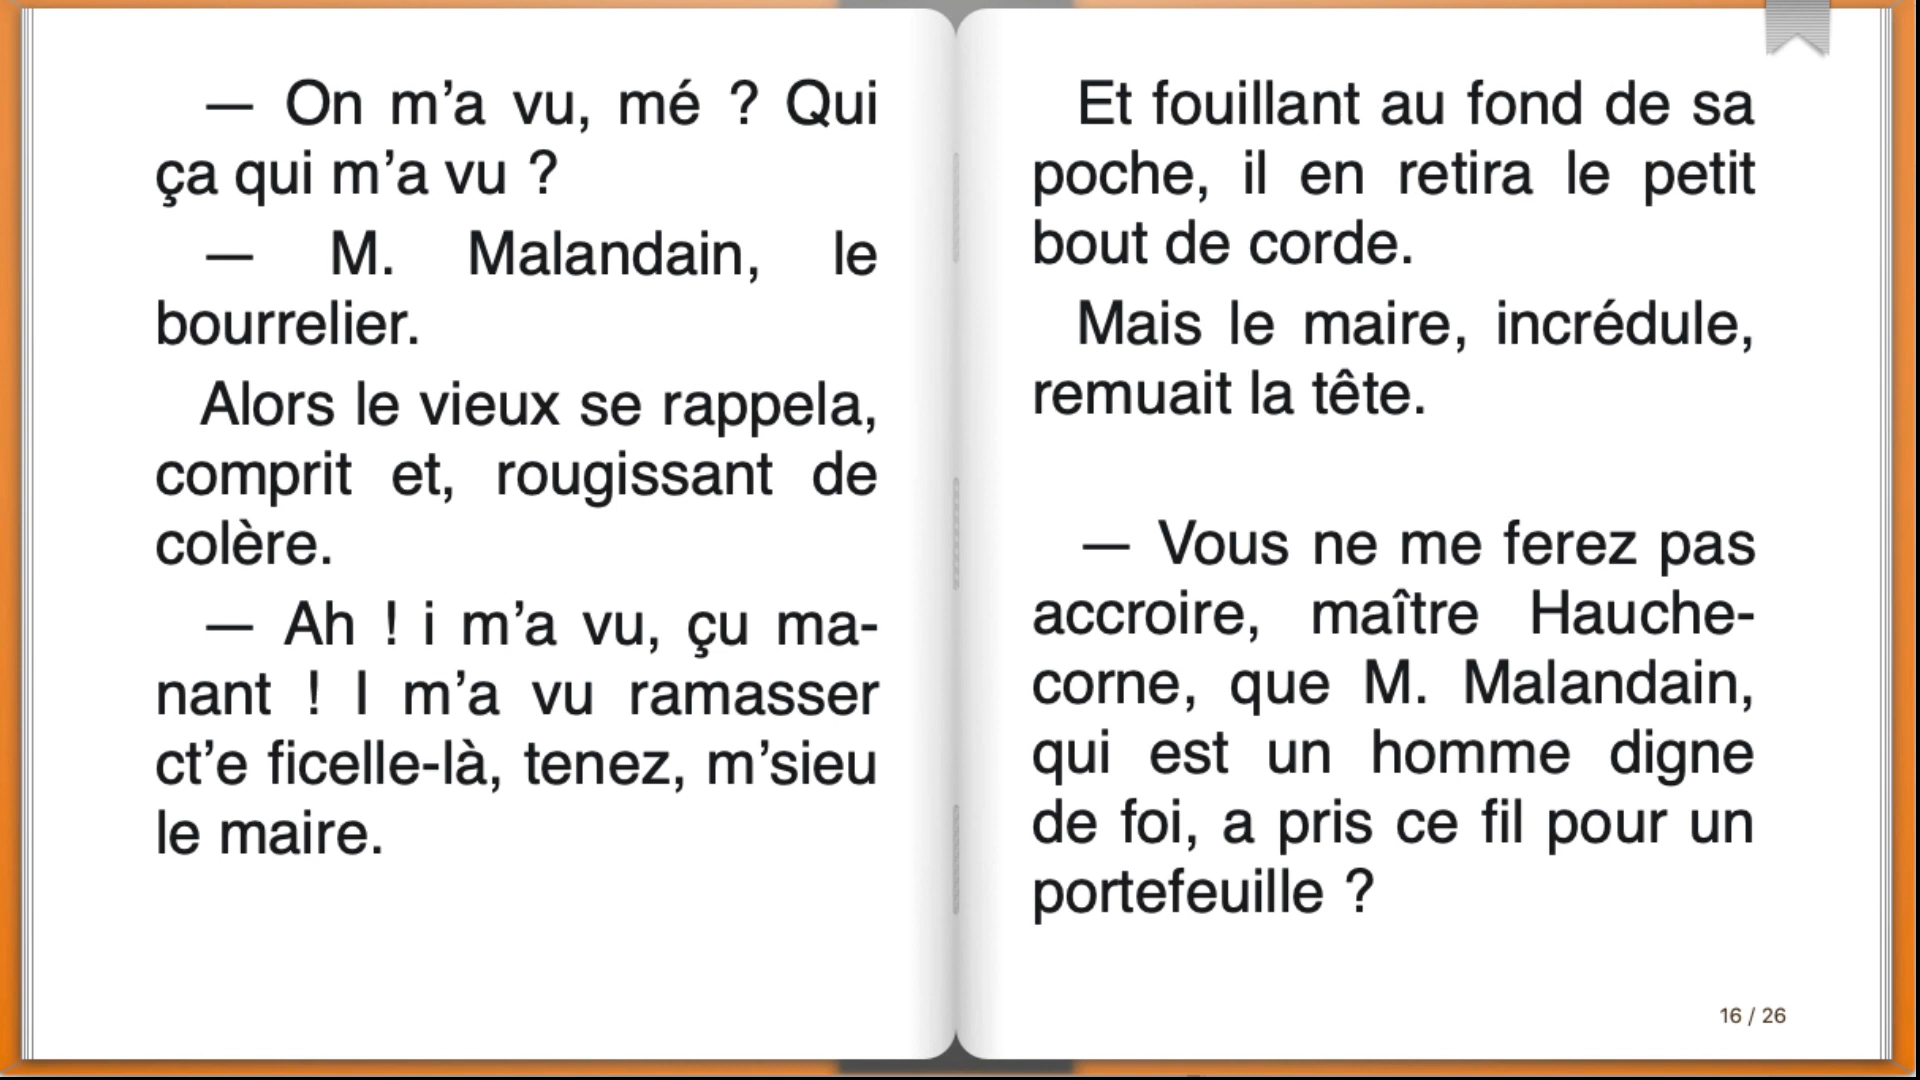 — On m’a vu, mé ? Qui
ça qui m’a vu ?
— M. Malandain, le
bourrelier.
Alors le vieux se rappela,
comprit et, rougissant de
colère.
— Ah ! i m’a vu, çu ma-
nant ! I m’a vu ramasser
ct’e ficelle-là, tenez, m’sieu
le maire.
Et fouillant au fond de sa
poche, il en retira le petit
bout de corde.
Mais le maire, incrédule,
remuait la tête.
— Vous ne me ferez pas
accroire, maître Hauche-
corne, que M. Malandain,
qui est un homme digne
de foi, a pris ce fil pour un
portefeuille ?
16 / 26